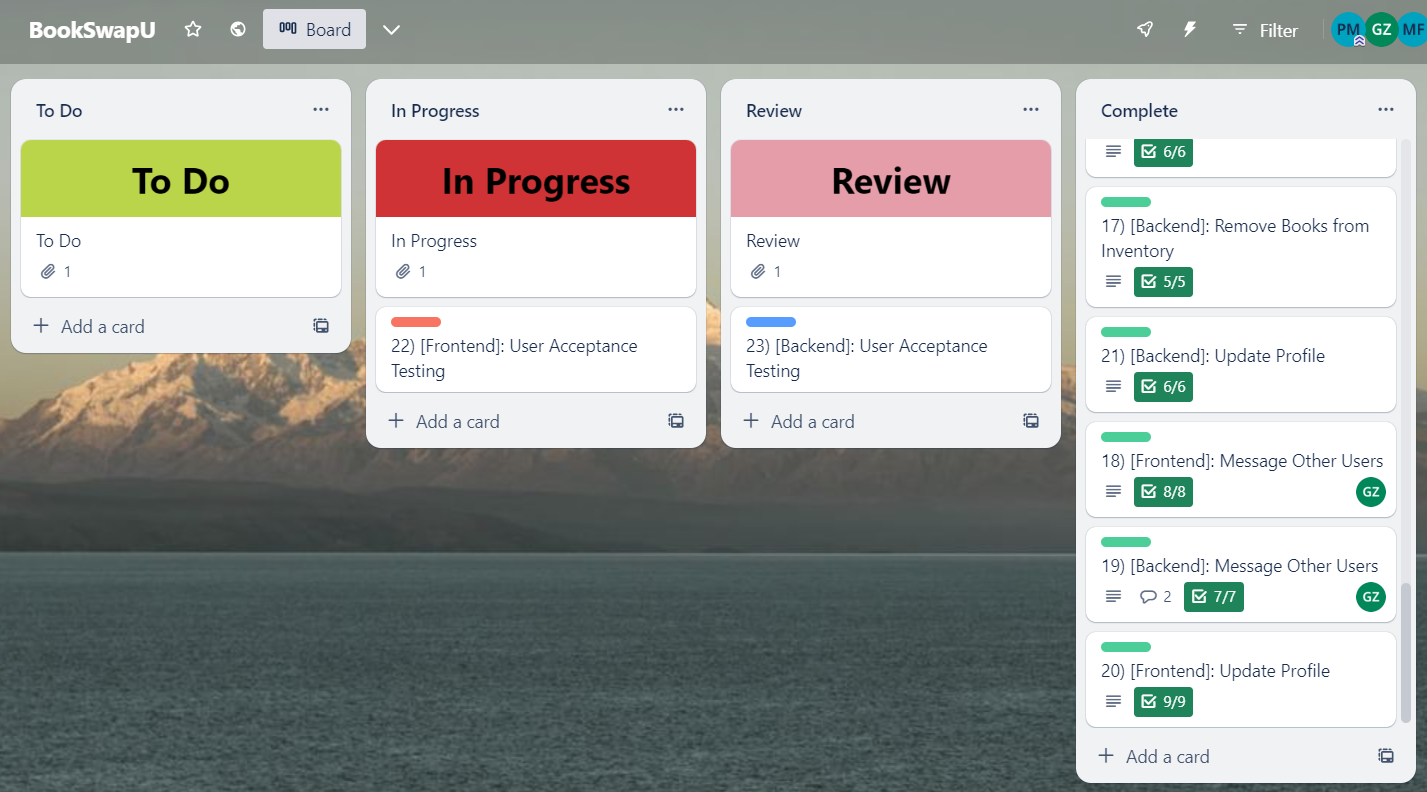 BookSwapU
Board
Filter
PM
GZ
MF
To Do
To Do
To Do
1
Add a card
In Progress
In Progress
In Progress
1
22) [Frontend]: User Acceptance
Testing
Add a card
Review
Review
Review
1
23) [Backend]: User Acceptance
Testing
Add a card
Complete
6/6
17) [Backend]: Remove Books from
Inventory
5/5
21) [Backend]: Update Profile
6/6
18) [Frontend]: Message Other Users
8/8
GZ
19) [Backend]: Message Other Users
2
7/7
GZ
20) [Frontend]: Update Profile
9/9
Add a card